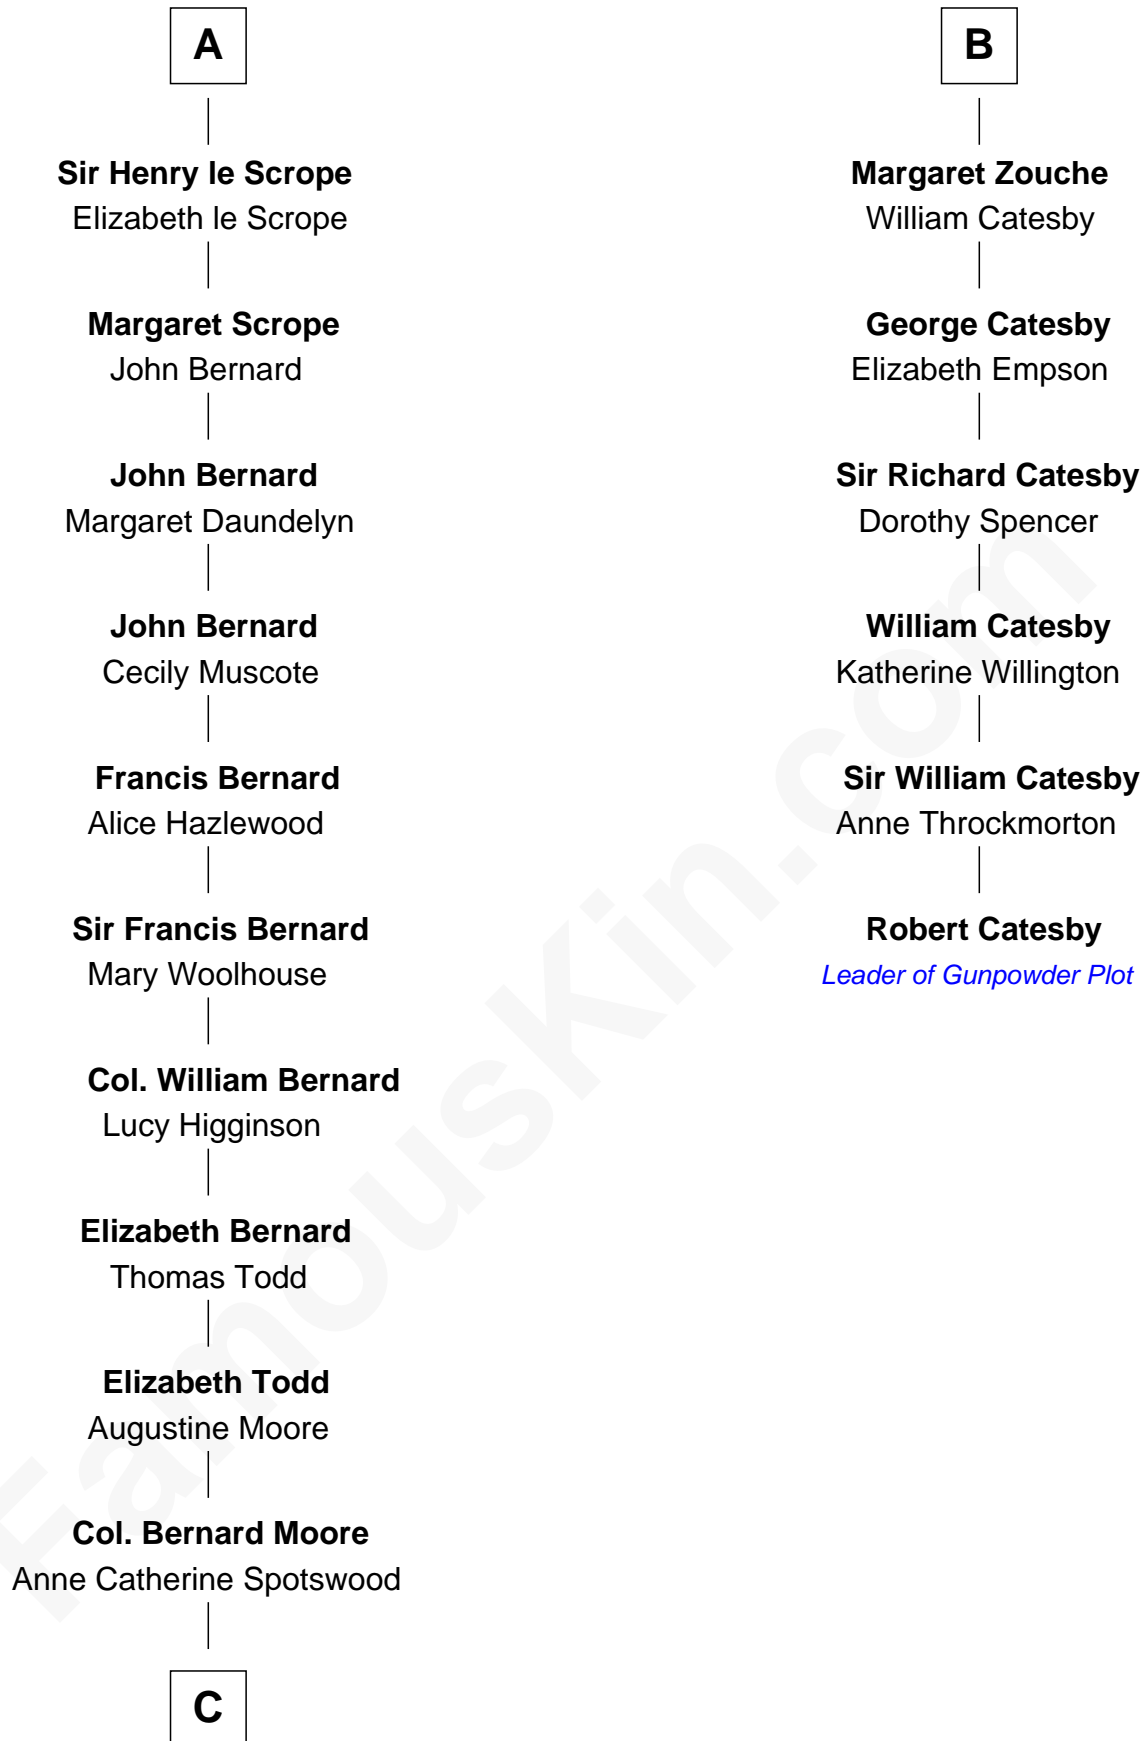 A
Sir Henry le Scrope
Elizabeth le Scrope
Margaret Scrope
John Bernard
John Bernard
Margaret Daundelyn
John Bernard
Cecily Muscote
Francis Bernard
Alice Hazlewood
Sir Francis Bernard
Mary Woolhouse
Col. William Bernard
Lucy Higginson
Elizabeth Bernard
Thomas Todd
Elizabeth Todd
Augustine Moore
Col. Bernard Moore
Anne Catherine Spotswood
C
B
Margaret Zouche
William Catesby
George Catesby
Elizabeth Empson
Sir Richard Catesby
Dorothy Spencer
William Catesby
Katherine Willington
Sir William Catesby
Anne Throckmorton
Robert Catesby
Leader of Gunpowder Plot
FamousKin.com